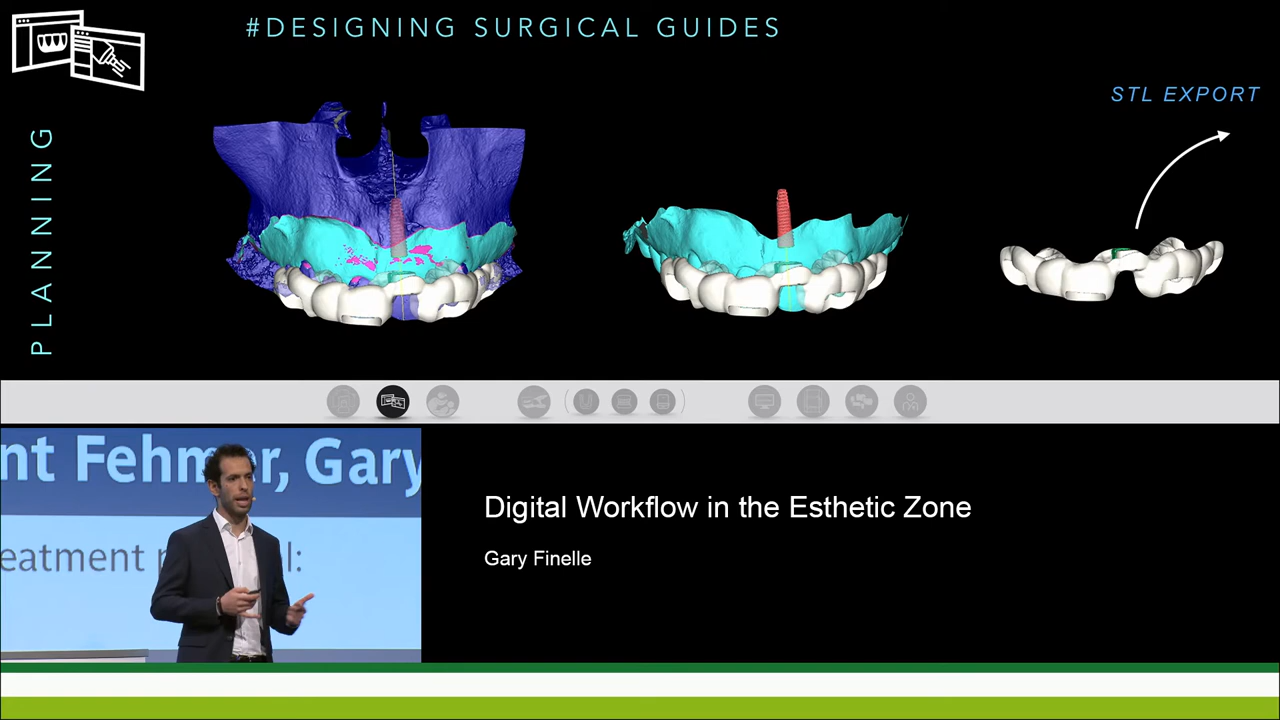 #DESIGNING SURGICAL GUIDES
STL EXPORT
PLANNING
nt Fehmer, Gary
eatment p l:
Digital Workflow in the Esthetic Zone
Gary Finelle